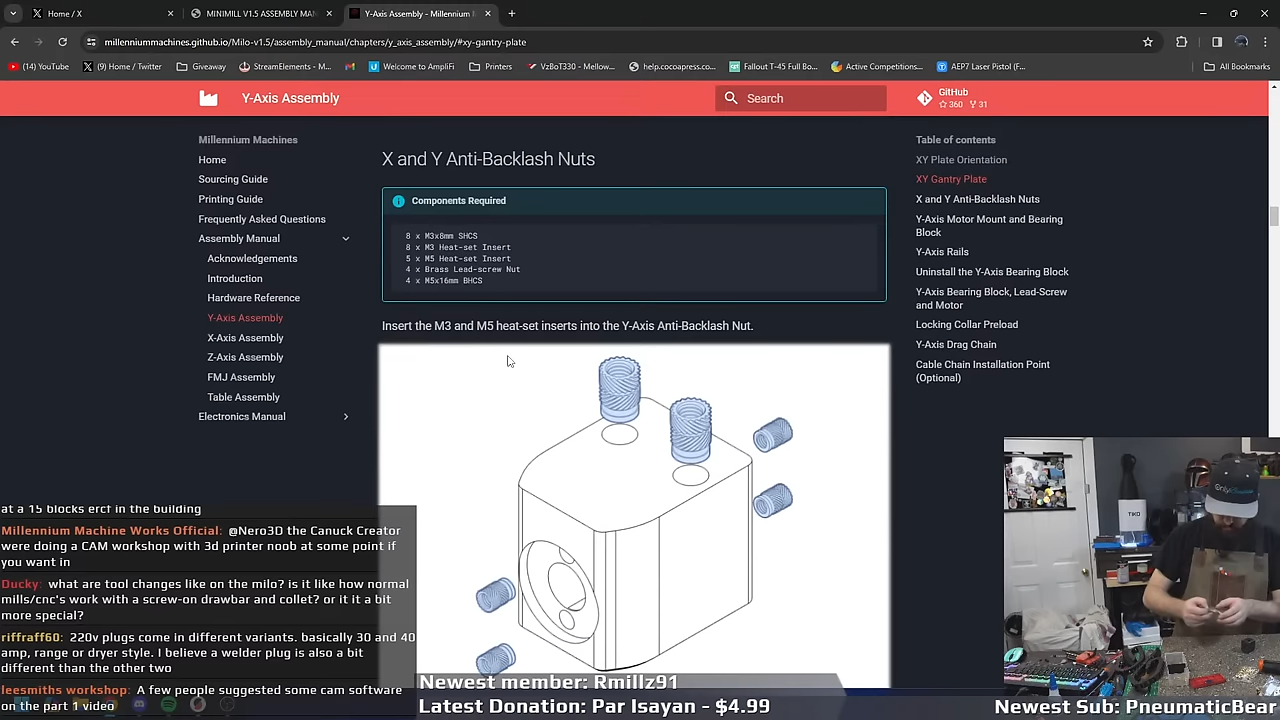 Home / X
MINIMILL V1.5 ASSEMBLY MAN
Y-Axis Assembly - Millennium
millenniummachines.github.io/Milo-v1.5/assembly_manual/chapters/y_axis_assembly/#xy-gantry-plate
(14) YouTube
(9) Home / Twitter
Giveaway
StreamElements - M...
Welcome to AmpliFi
Printers
VzBoT330 – Mellow...
help.cocoapress.co...
Fallout T-45 Full Bo...
Active Competitions...
AEP7 Laser Pistol (F...
All Bookmarks
Y-Axis Assembly
Search
GitHub
360 31
Millennium Machines
Home
Sourcing Guide
Printing Guide
Frequently Asked Questions
Assembly Manual
Acknowledgements
Introduction
Hardware Reference
Y-Axis Assembly
X-Axis Assembly
Z-Axis Assembly
FMJ Assembly
Table Assembly
Electronics Manual
X and Y Anti-Backlash Nuts
Components Required
8 x M3x8mm SHCS
8 x M3 Heat-set Insert
5 x M5 Heat-set Insert
4 x Brass Lead-screw Nut
4 x M5x16mm BHCS
Insert the M3 and M5 heat-set inserts into the Y-Axis Anti-Backlash Nut.
Table of contents
XY Plate Orientation
XY Gantry Plate
X and Y Anti-Backlash Nuts
Y-Axis Motor Mount and Bearing
Block
Y-Axis Rails
Uninstall the Y-Axis Bearing Block
Y-Axis Bearing Block, Lead-Screw
and Motor
Locking Collar Preload
Y-Axis Drag Chain
Cable Chain Installation Point
(Optional)
at a 15 blocks ercf in the building
Millennium Machine Works Official: @Nero3D the Canuck Creator
were doing a CAM workshop with 3d printer noob at some point if
you want in
Ducky: what are tool changes like on the milo? is it like how normal
mills/cnc's work with a screw-on drawbar and collet? or it it a bit
more special?
riffraff60: 220v plugs come in different variants. basically 30 and 40
amp, range or dryer style. I believe a welder plug is also a bit
different than the other two
leesmiths workshop: A few people suggested some cam software
on the part 1 video
TIKO
Newest member: Rmillz91
Latest Donation: Par Isayan - $4.99
Newest Sub: PneumaticBear